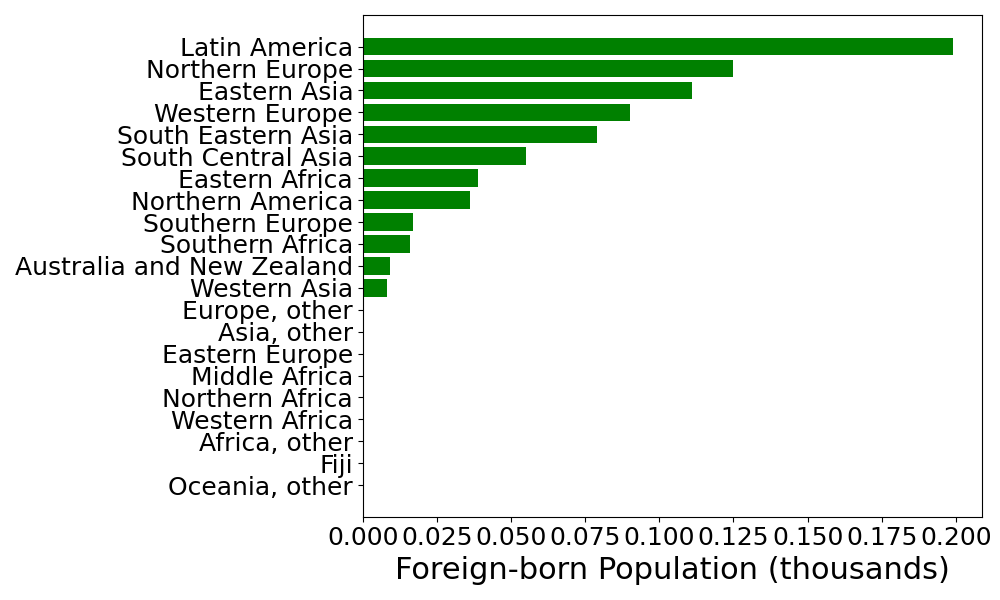 Latin America
Northern Europe
Eastern Asia
Western Europe
South Eastern Asia
South Central Asia
Eastern Africa
Northern America
Southern Europe
Southern Africa
Australia and New Zealand
Western Asia
Europe, other
Asia, other
Eastern Europe
Middle Africa
Northern Africa
Western Africa
Africa, other
Fiji
Oceania, other
0.000 0.025 0.050 0.075 0.100 0.125 0.150 0.175 0.200
Foreign-born Population (thousands)